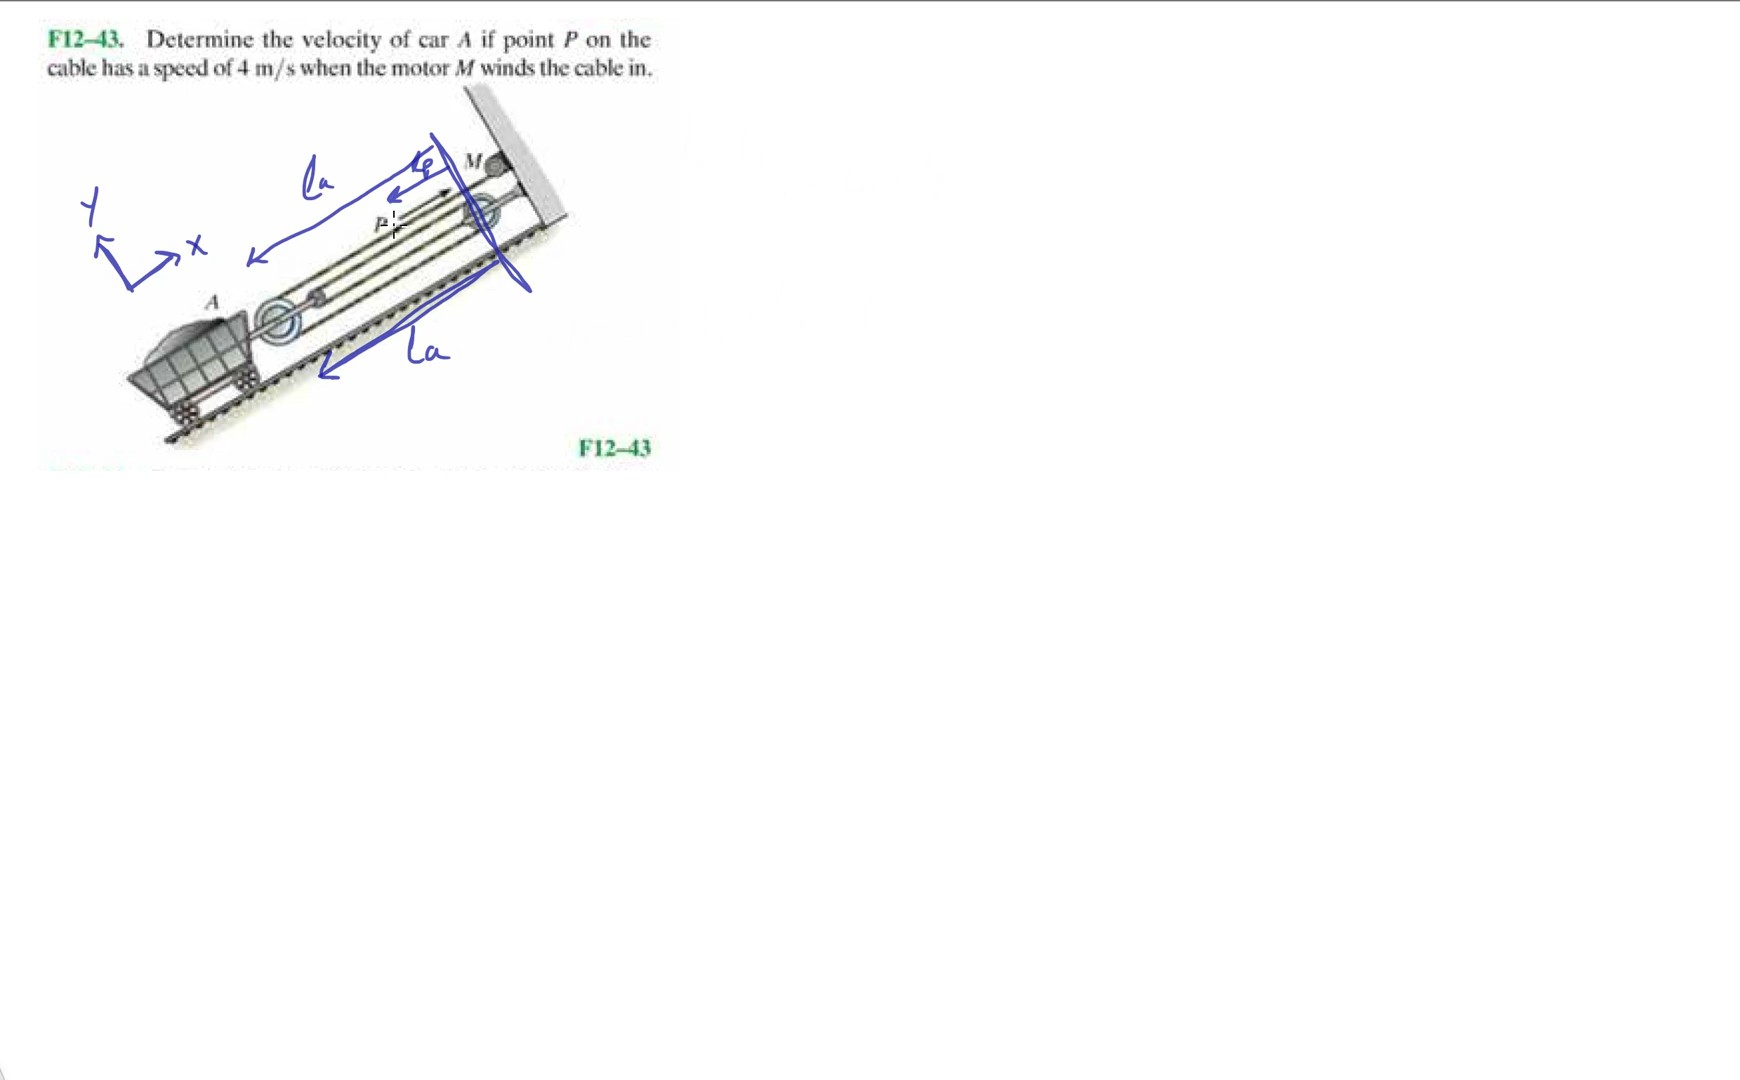 F12–43. Determine the velocity of car A if point P on the
cable has a speed of 4 m/s when the motor M winds the cable in.
M
la
P
Y
X
A
la
F12–43